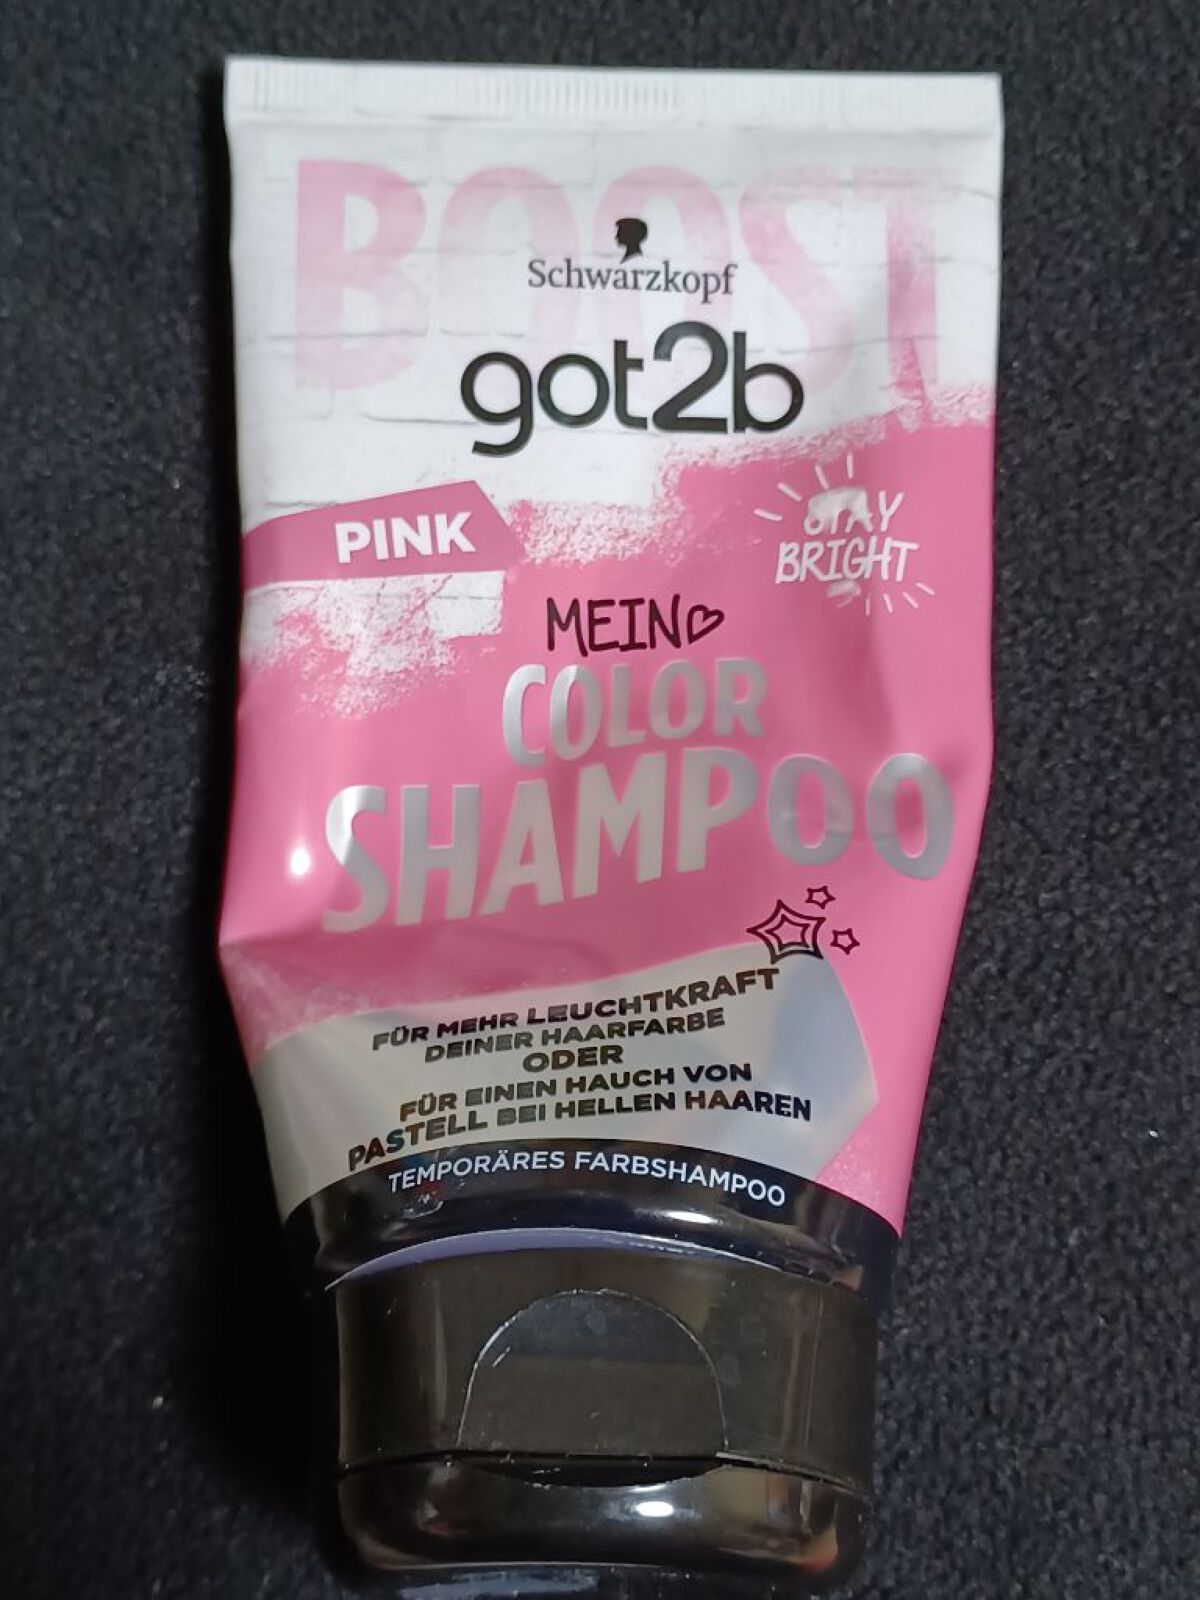 BOOST
Schwarzkopf
got2b
PINK
STAY
BRIGHT
MEIN
COLOR
SHAMPOO
FÜR MEHR LEUCHTKRAFT
DEINER HAARFARBE
ODER
FÜR EINEN HAUCH VON
PASTELL BEI HELLEN HAAREN
TEMPORÄRES FARBSHAMPOO